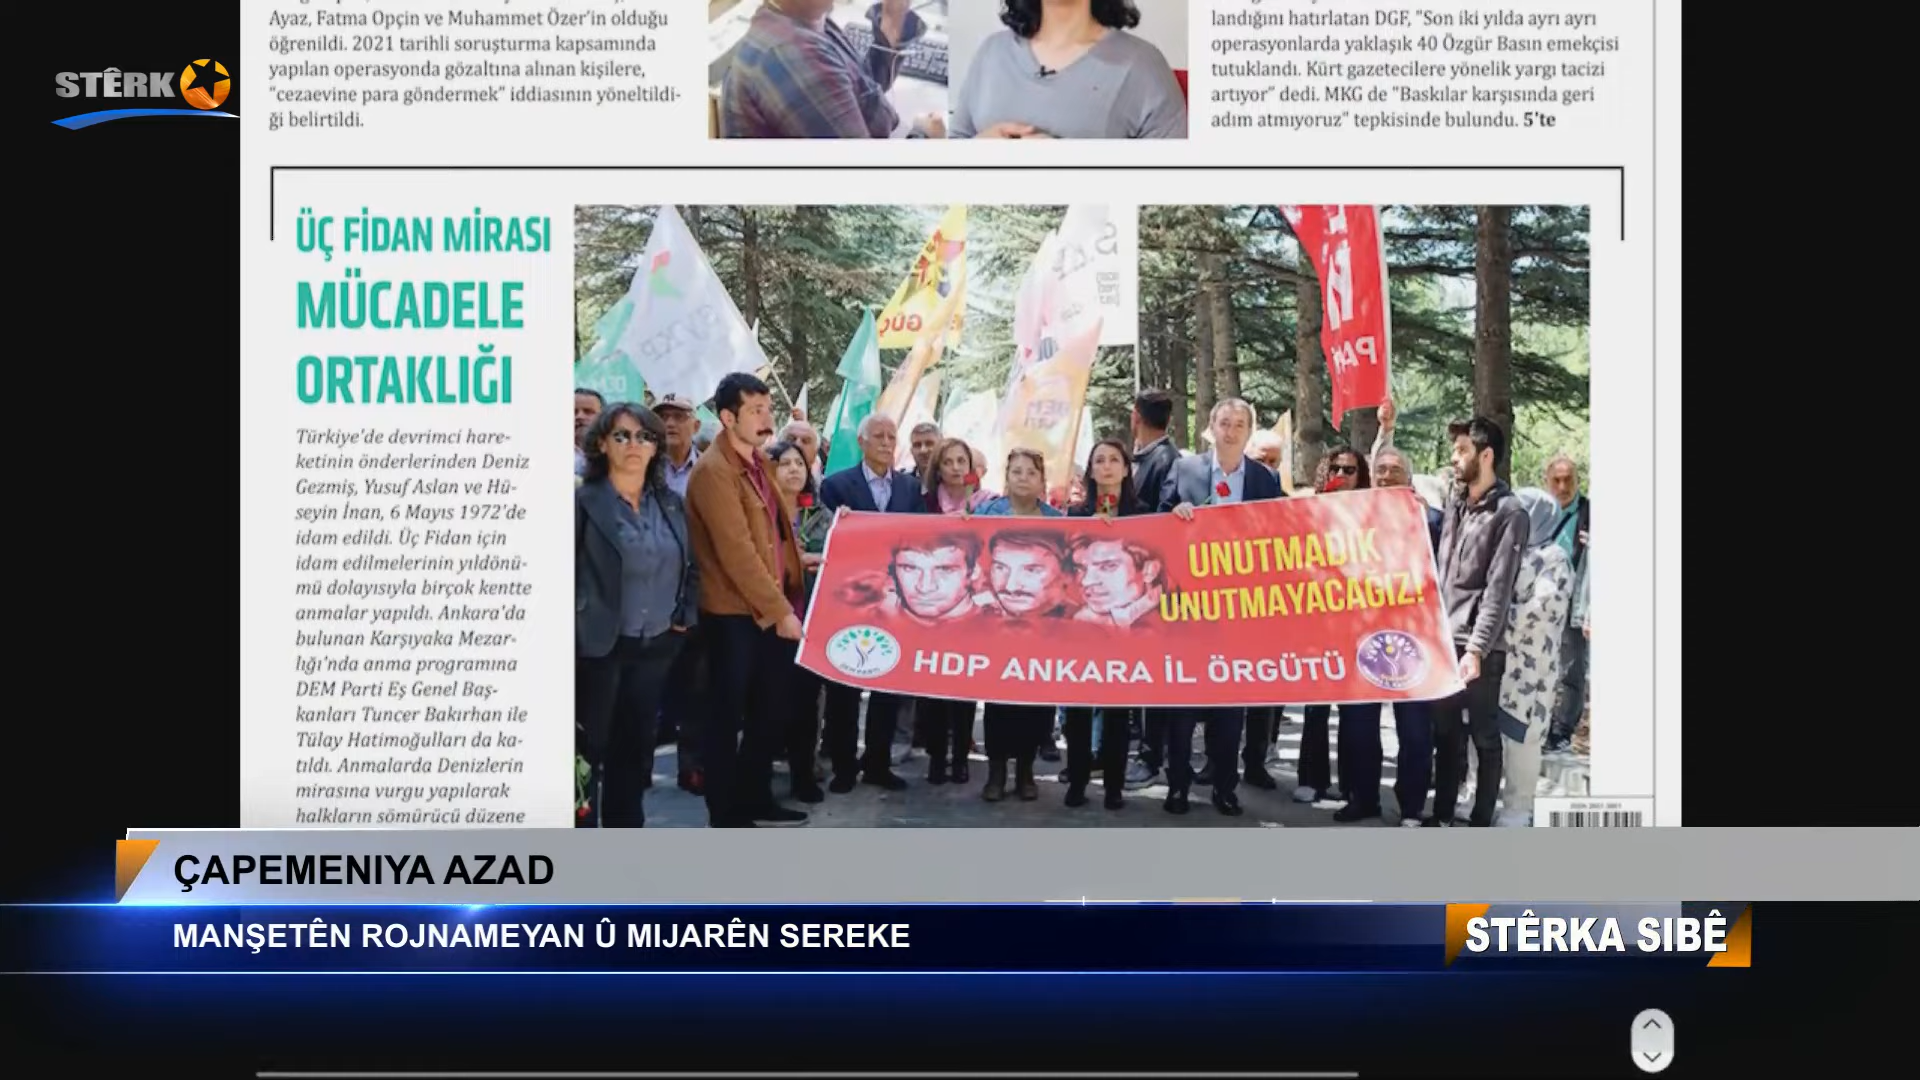 Ayaz, Fatma Opçin ve Muhammet Özer'in olduğu
öğrenildi. 2021 tarihli soruşturma kapsamında
yapılan operasyonda gözaltına alınan kişilere,
"cezaevine para göndermek" iddiasının yöneltildi-
ği belirtildi.
landığını hatırlatan DGF, "Son iki yılda ayrı ayrı
operasyonlarda yaklaşık 40 Özgür Basın emekçisi
tutuklandı. Kürt gazetecilere yönelik yargı tacizi
artıyor" dedi. MKG de "Baskılar karşısında geri
adım atmıyoruz" tepkisinde bulundu. 5'te
STÊRK
ÜÇ FİDAN MİRASI
MÜCADELE
ORTAKLIĞI
Türkiye'de devrimci hare-
ketinin önderlerinden Deniz
Gezmiş, Yusuf Aslan ve Hü-
seyin İnan, 6 Mayıs 1972'de
idam edildi. Üç Fidan için
idam edilmelerinin yıldönü-
mü dolayısıyla birçok kentte
anmalar yapıldı. Ankara'da
bulunan Karşıyaka Mezar-
lığı'nda anma programına
DEM Parti Eş Genel Baş-
kanları Tuncer Bakırhan ile
Tülay Hatimoğulları da ka-
tıldı. Anmalarda Denizlerin
mirasına vurgu yapılarak
halkların sömürücü düzene
GÜÇ
UNUTMADIK
UNUTMAYACAĞIZ!
HDP ANKARA İL ÖRGÜTÜ
ÇAPEMENIYA AZAD
MANŞETÊN ROJNAMEYAN Û MIJARÊN SEREKE
STÊRKA SIBÊ